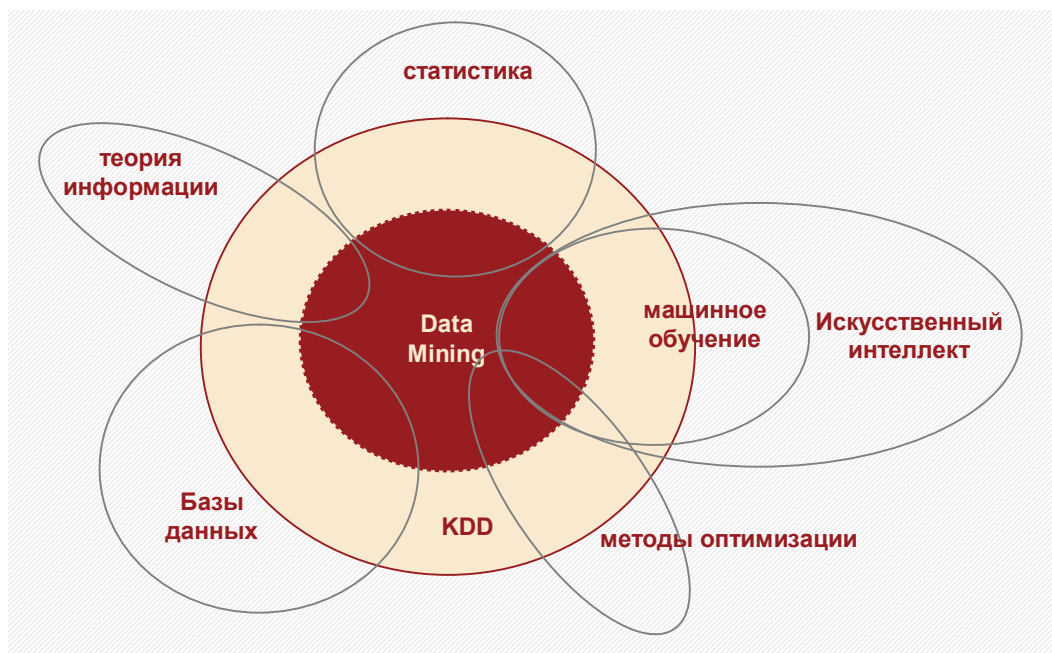 статистика
теория
информации
Data
Mining
машинное
обучение
Искусственный
интеллект
Базы
данных
KDD
методы оптимизации